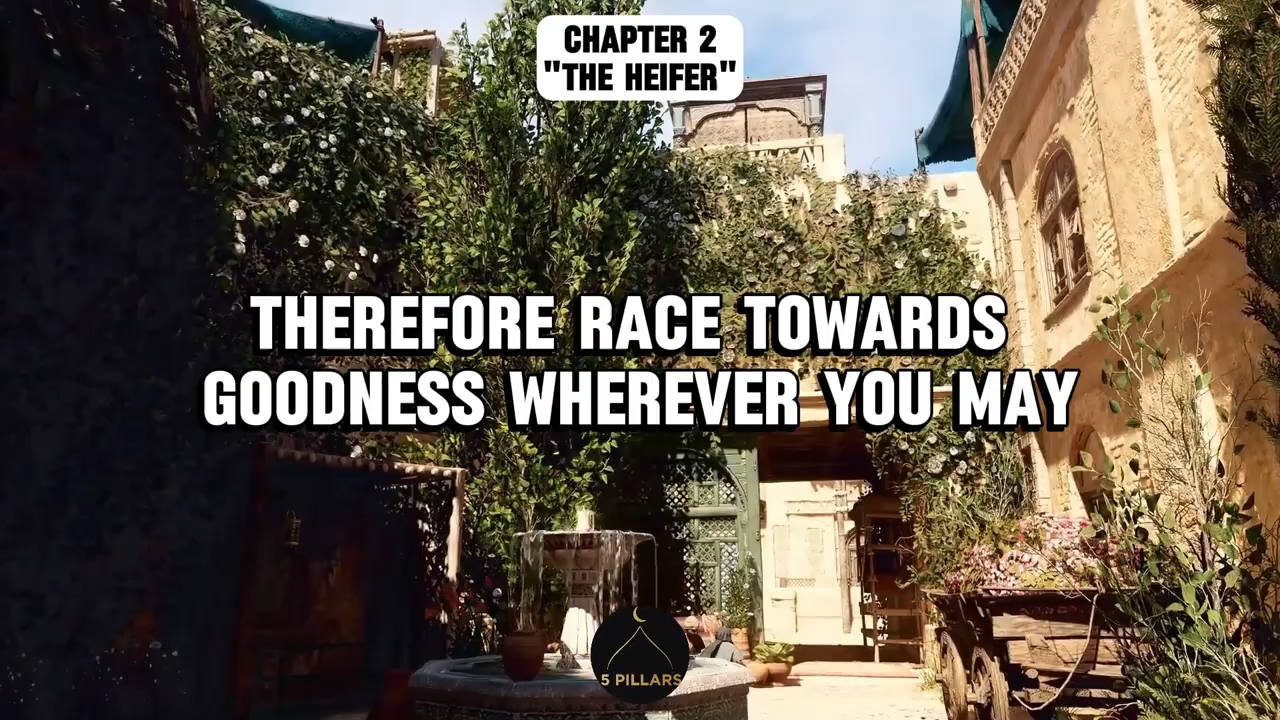 CHAPTER 2
"THE HEIFER"
THEREFORE RACE TOWARDS
GOODNESS WHEREVER YOU MAY
5 PILLARS